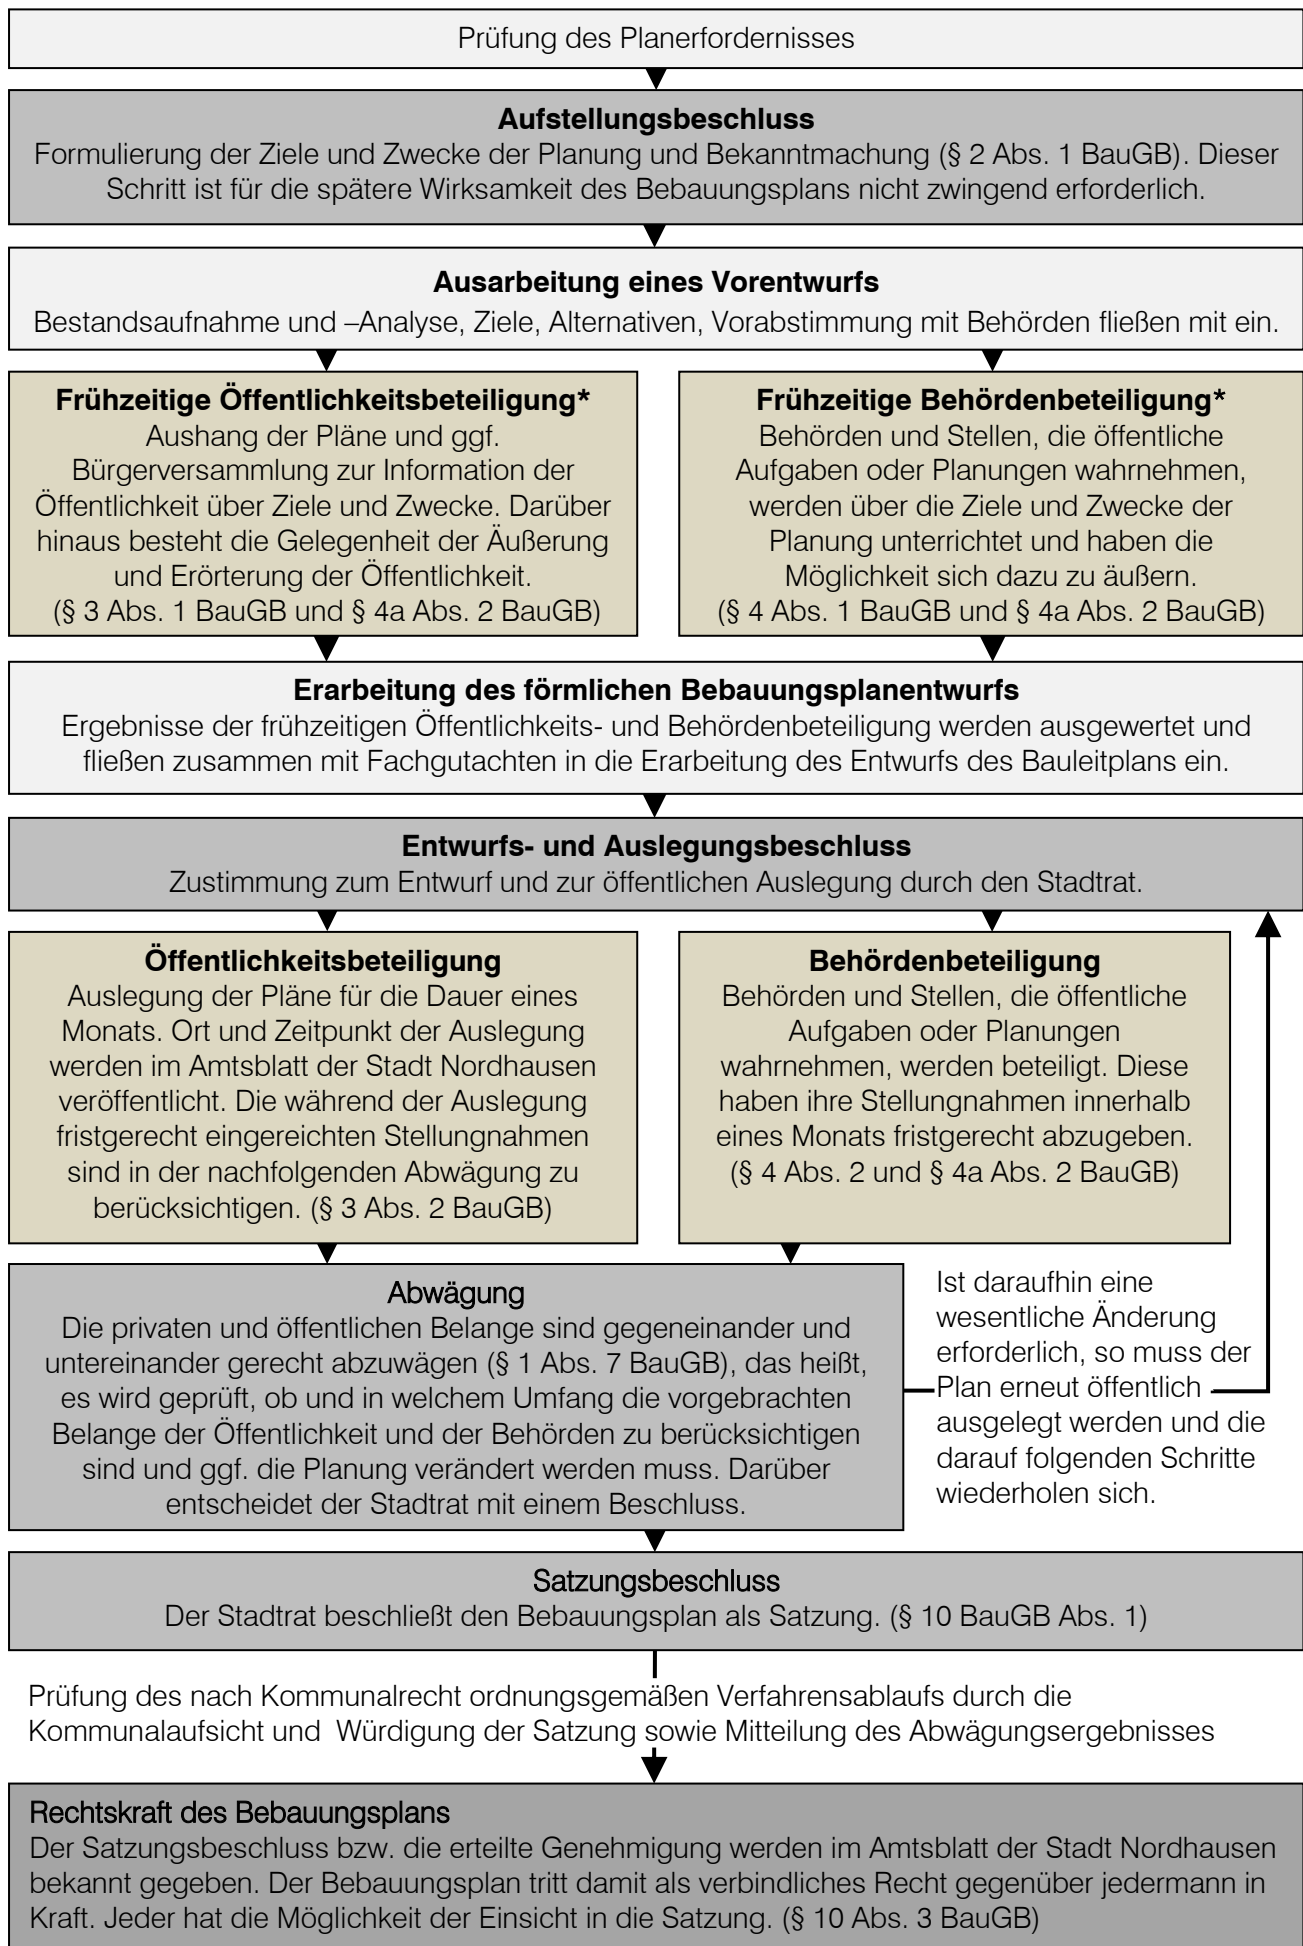 Prüfung des Planerfordernisses
Aufstellungsbeschluss
Formulierung der Ziele und Zwecke der Planung und Bekanntmachung (§ 2 Abs. 1 BauGB). Dieser
Schritt ist für die spätere Wirksamkeit des Bebauungsplans nicht zwingend erforderlich.
Ausarbeitung eines Vorentwurfs
Bestandsaufnahme und –Analyse, Ziele, Alternativen, Vorabstimmung mit Behörden fließen mit ein.
Frühzeitige Öffentlichkeitsbeteiligung*
Aushang der Pläne und ggf.
Bürgerversammlung zur Information der
Öffentlichkeit über Ziele und Zwecke. Darüber
hinaus besteht die Gelegenheit der Äußerung
und Erörterung der Öffentlichkeit.
(§ 3 Abs. 1 BauGB und § 4a Abs. 2 BauGB)
Frühzeitige Behördenbeteiligung*
Behörden und Stellen, die öffentliche
Aufgaben oder Planungen wahrnehmen,
werden über die Ziele und Zwecke der
Planung unterrichtet und haben die
Möglichkeit sich dazu zu äußern.
(§ 4 Abs. 1 BauGB und § 4a Abs. 2 BauGB)
Erarbeitung des förmlichen Bebauungsplanentwurfs
Ergebnisse der frühzeitigen Öffentlichkeits- und Behördenbeteiligung werden ausgewertet und
fließen zusammen mit Fachgutachten in die Erarbeitung des Entwurfs des Bauleitplans ein.
Entwurfs- und Auslegungsbeschluss
Zustimmung zum Entwurf und zur öffentlichen Auslegung durch den Stadtrat.
Öffentlichkeitsbeteiligung
Auslegung der Pläne für die Dauer eines
Monats. Ort und Zeitpunkt der Auslegung
werden im Amtsblatt der Stadt Nordhausen
veröffentlicht. Die während der Auslegung
fristgerecht eingereichten Stellungnahmen
sind in der nachfolgenden Abwägung zu
berücksichtigen. (§ 3 Abs. 2 BauGB)
Behördenbeteiligung
Behörden und Stellen, die öffentliche
Aufgaben oder Planungen
wahrnehmen, werden beteiligt. Diese
haben ihre Stellungnahmen innerhalb
eines Monats fristgerecht abzugeben.
(§ 4 Abs. 2 und § 4a Abs. 2 BauGB)
Abwägung
Die privaten und öffentlichen Belange sind gegeneinander und
untereinander gerecht abzuwägen (§ 1 Abs. 7 BauGB), das heißt,
es wird geprüft, ob und in welchem Umfang die vorgebrachten
Belange der Öffentlichkeit und der Behörden zu berücksichtigen
sind und ggf. die Planung verändert werden muss. Darüber
entscheidet der Stadtrat mit einem Beschluss.
Ist daraufhin eine
wesentliche Änderung
erforderlich, so muss der
Plan erneut öffentlich
ausgelegt werden und die
darauf folgenden Schritte
wiederholen sich.
Satzungsbeschluss
Der Stadtrat beschließt den Bebauungsplan als Satzung. (§ 10 BauGB Abs. 1)
Prüfung des nach Kommunalrecht ordnungsgemäßen Verfahrensablaufs durch die
Kommunalaufsicht und Würdigung der Satzung sowie Mitteilung des Abwägungsergebnisses
Rechtskraft des Bebauungsplans
Der Satzungsbeschluss bzw. die erteilte Genehmigung werden im Amtsblatt der Stadt Nordhausen
bekannt gegeben. Der Bebauungsplan tritt damit als verbindliches Recht gegenüber jedermann in
Kraft. Jeder hat die Möglichkeit der Einsicht in die Satzung. (§ 10 Abs. 3 BauGB)